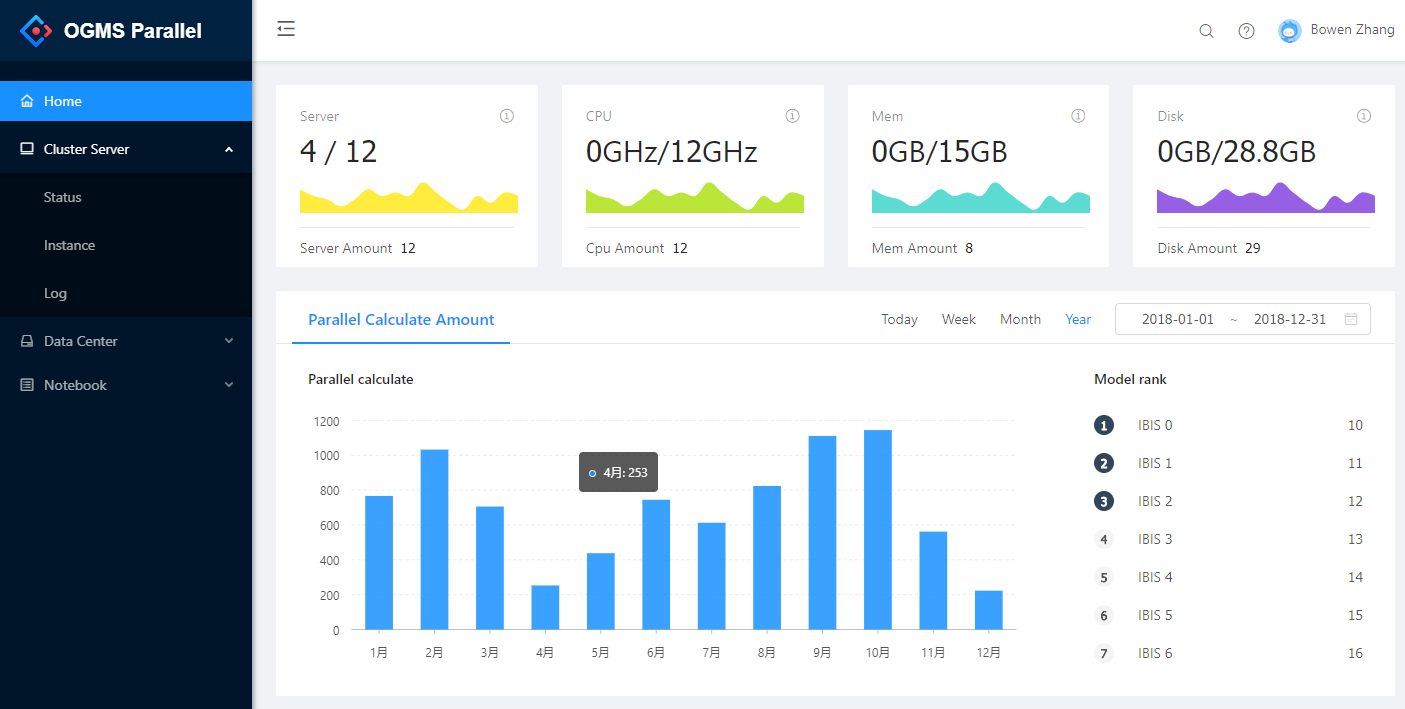 OGMS Parallel
Bowen Zhang
Home
Cluster Server
Status
Instance
Log
Data Center
Notebook
Server
4 / 12
Server Amount 12
CPU
0GHz/12GHz
Cpu Amount 12
Mem
0GB/15GB
Mem Amount 8
Disk
0GB/28.8GB
Disk Amount 29
Parallel Calculate Amount
Today Week Month Year 2018-01-01 ~ 2018-12-31
Parallel calculate
1200
1000
800
600
400
200
0
4月: 253
1月 2月 3月 4月 5月 6月 7月 8月 9月 10月 11月 12月
Model rank
1 IBIS 0 10
2 IBIS 1 11
3 IBIS 2 12
4 IBIS 3 13
5 IBIS 4 14
6 IBIS 5 15
7 IBIS 6 16